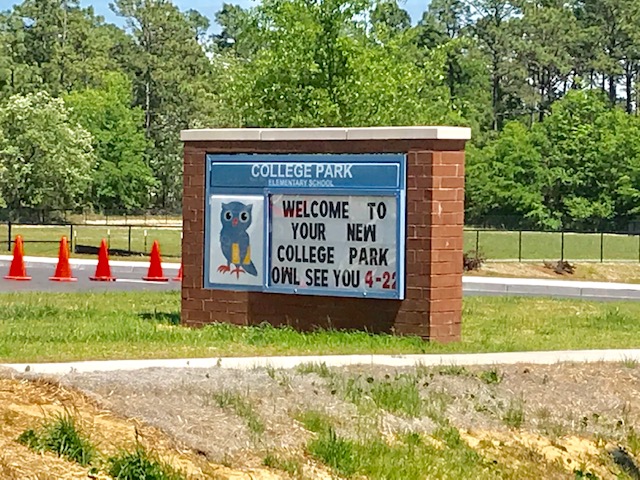 COLLEGE PARK
ELEMENTARY SCHOOL
WELCOME TO
YOUR NEW
COLLEGE PARK
OWL SEE YOU 4-22